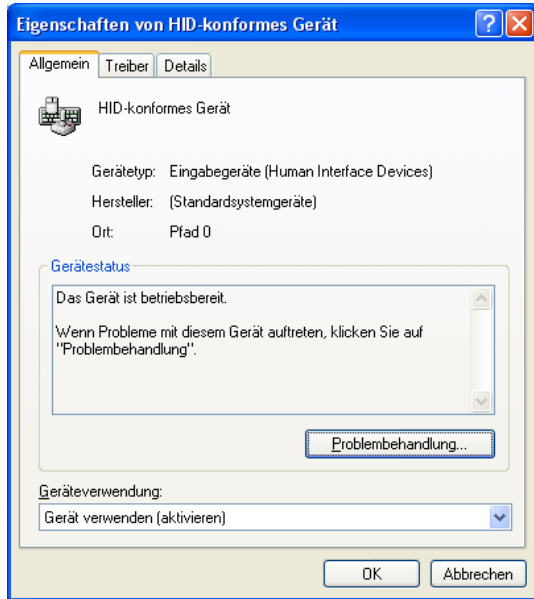 Eigenschaften von HID-konformes Gerät
Allgemein Treiber Details
HID-konformes Gerät
Gerätetyp: Eingabegeräte (Human Interface Devices)
Hersteller: (Standardsystemgeräte)
Ort: Pfad 0
Gerätestatus
Das Gerät ist betriebsbereit.
Wenn Probleme mit diesem Gerät auftreten, klicken Sie auf
"Problembehandlung".
Problembehandlung...
Geräteverwendung:
Gerät verwenden (aktivieren)
OK Abbrechen